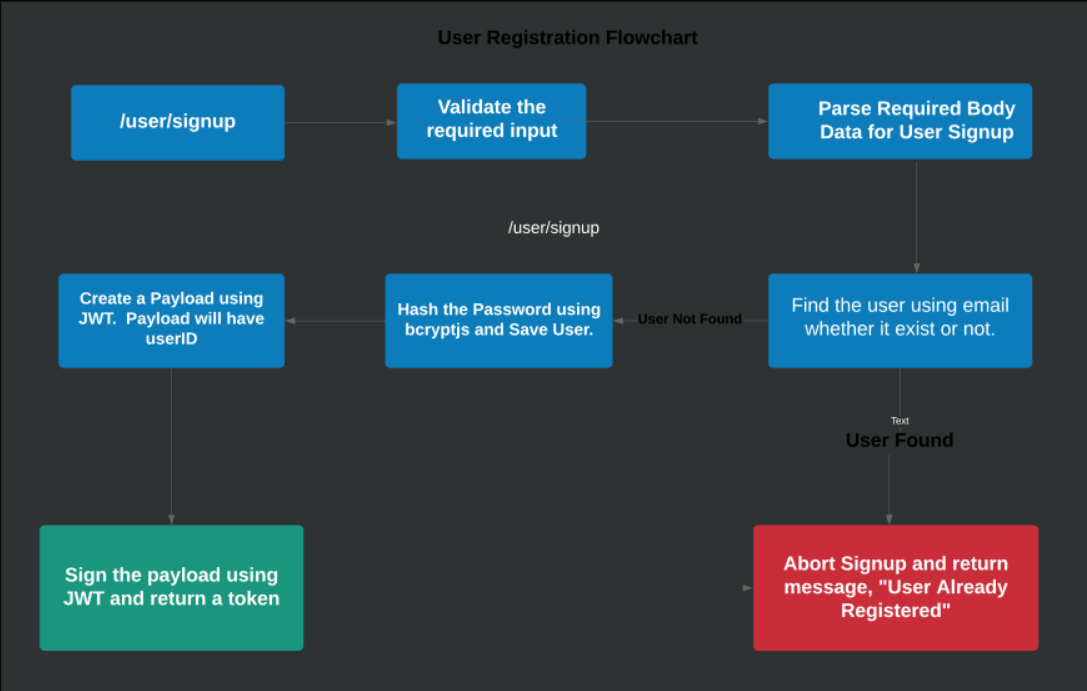 User Registration Flowchart
/user/signup
Validate the
required input
Parse Required Body
Data for User Signup
/user/signup
Create a Payload using
JWT. Payload will have
userID
Hash the Password using
bcryptjs and Save User.
User Not Found
Find the user using email
whether it exist or not.
Text
User Found
Sign the payload using
JWT and return a token
Abort Signup and return
message, "User Already
Registered"